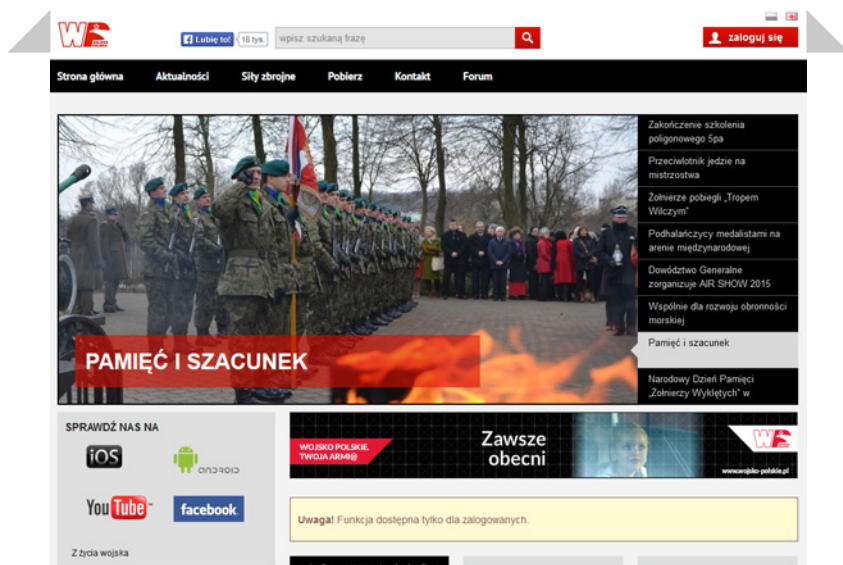 WP
WOJSKO
POLSKIE
Lubię to!
18 tys.
wpisz szukaną frazę
zaloguj się
Strona główna
Aktualności
Siły zbrojne
Pobierz
Kontakt
Forum
Zakończenie szkolenia
poligonowego 5pa
Przeciwlotnik jedzie na
mistrzostwa
Żołnierze pobiegli „Tropem
Wilczym”
Podhalańczycy medalistami na
arenie międzynarodowej
Dowództwo Generalne
zorganizuje AIR SHOW 2015
Wspólnie dla rozwoju obronności
morskiej
Pamięć i szacunek
Narodowy Dzień Pamięci
„Żołnierzy Wyklętych” w
PAMIĘĆ I SZACUNEK
SPRAWDŹ NAS NA
iOS
ANDROID
YouTube
facebook
Z życia wojska
WOJSKO POLSKIE.
TWOJA ARMI@
Zawsze
obecni
WP
www.wojsko-polskie.pl
Uwaga! Funkcja dostępna tylko dla zalogowanych.